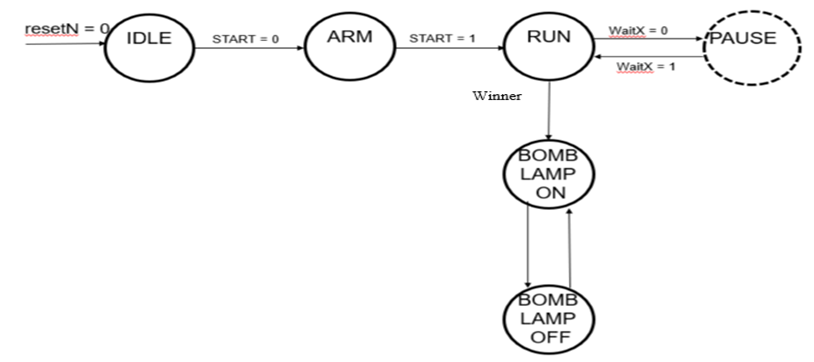 resetN = 0
IDLE
START = 0
ARM
START = 1
RUN
WaitX = 0
PAUSE
WaitX = 1
Winner
BOMB
LAMP
ON
BOMB
LAMP
OFF